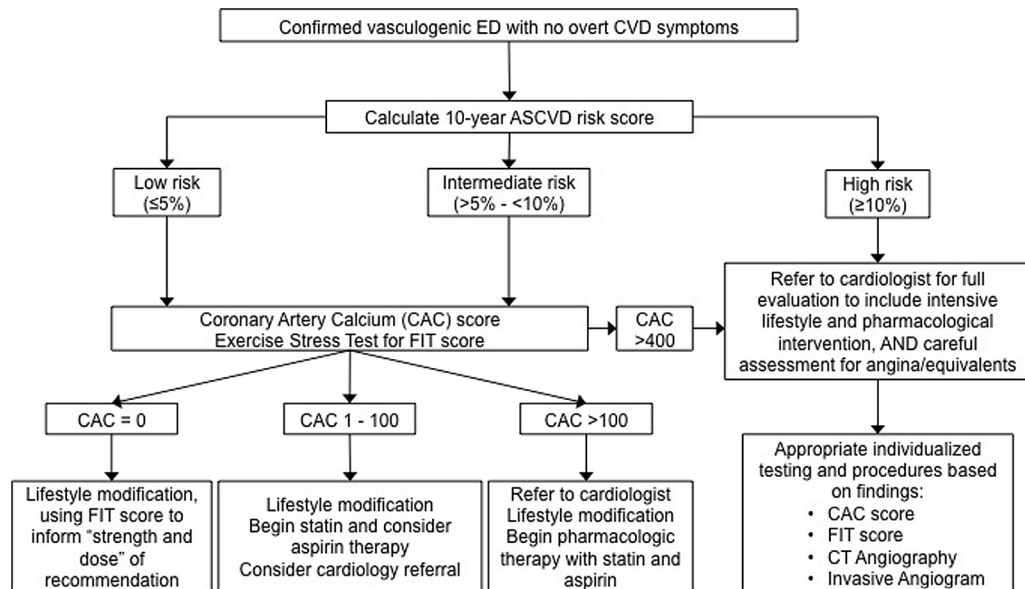 Confirmed vasculogenic ED with no overt CVD symptoms
Calculate 10-year ASCVD risk score
Low risk
(≤5%)
Intermediate risk
(>5% - <10%)
High risk
(≥10%)
Coronary Artery Calcium (CAC) score
Exercise Stress Test for FIT score
CAC
>400
Refer to cardiologist for full
evaluation to include intensive
lifestyle and pharmacological
intervention, AND careful
assessment for angina/equivalents
CAC = 0
CAC 1 - 100
CAC >100
Lifestyle modification,
using FIT score to
inform “strength and
dose” of
recommendation
Lifestyle modification
Begin statin and consider
aspirin therapy
Consider cardiology referral
Refer to cardiologist
Lifestyle modification
Begin pharmacologic
therapy with statin and
aspirin
Appropriate individualized
testing and procedures based
on findings:
• CAC score
• FIT score
• CT Angiography
• Invasive Angiogram